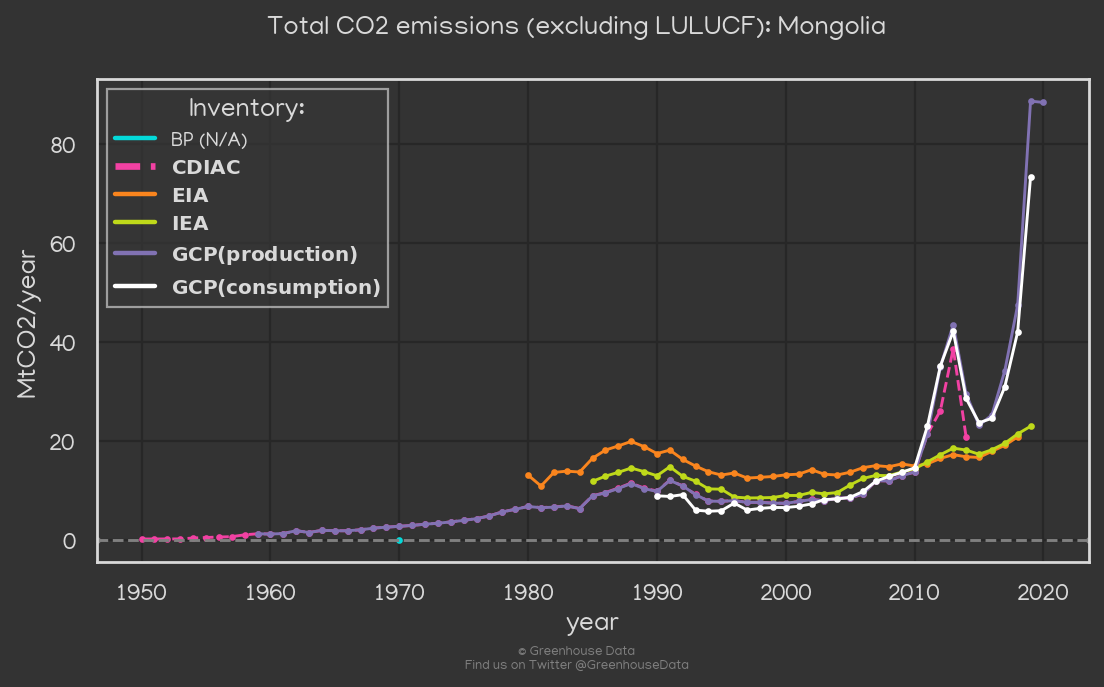 Total CO2 emissions (excluding LULUCF): Mongolia
Inventory:
BP (N/A)
CDIAC
EIA
IEA
GCP(production)
GCP(consumption)
MtCO2/year
80
60
40
20
0
1950 1960 1970 1980 1990 2000 2010 2020
year
© Greenhouse Data
Find us on Twitter @GreenhouseData